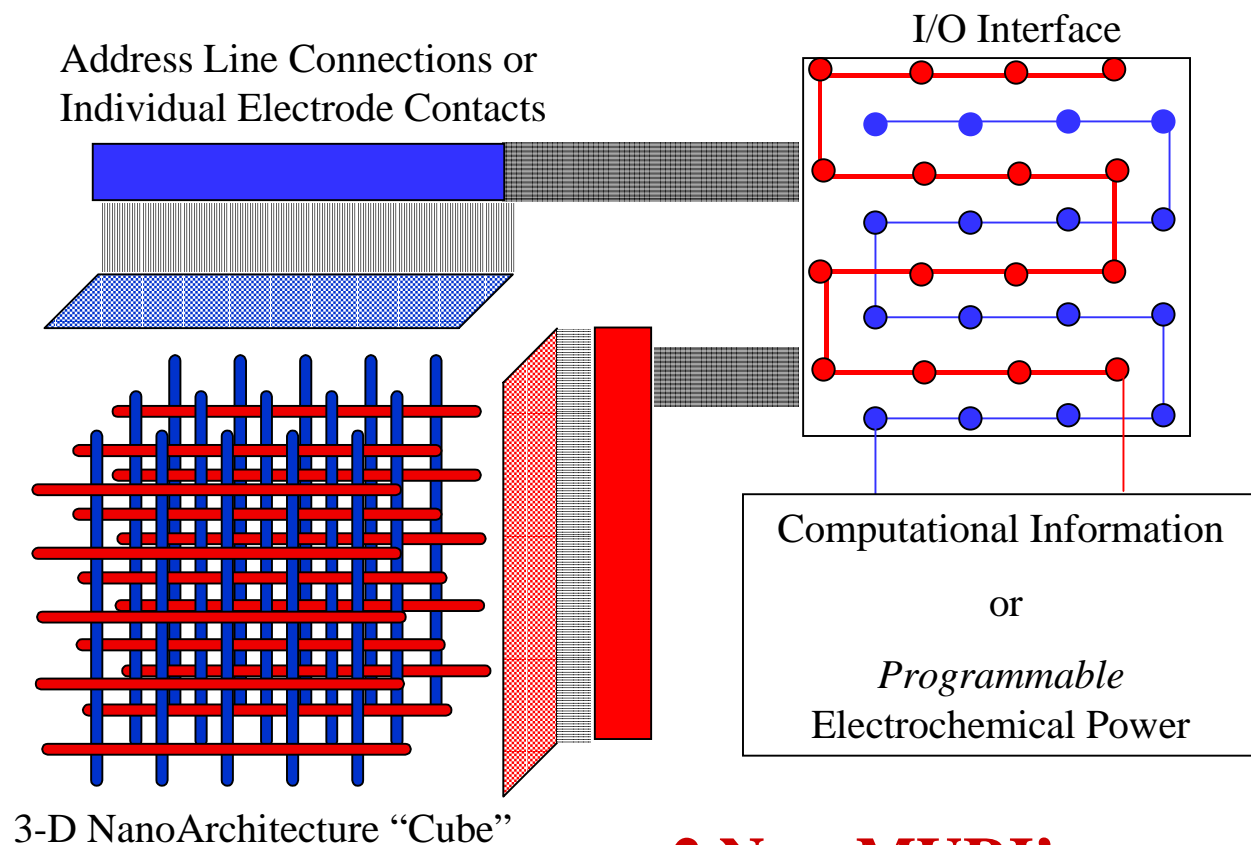 I/O Interface
Address Line Connections or
Individual Electrode Contacts
Computational Information
or
Programmable
Electrochemical Power
3-D NanoArchitecture “Cube”